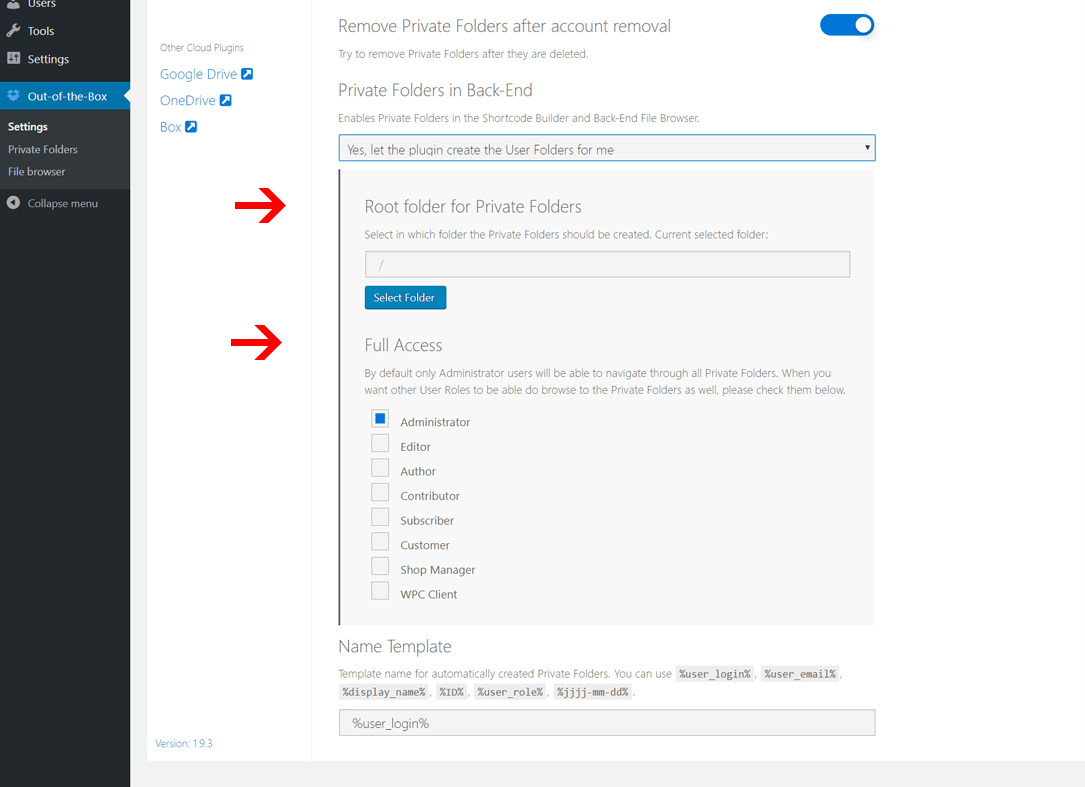 Users
Tools
Settings
Out-of-the-Box
Settings
Private Folders
File browser
Collapse menu
Other Cloud Plugins
Google Drive
OneDrive
Box
Version: 1.9.3
Remove Private Folders after account removal
Try to remove Private Folders after they are deleted.
Private Folders in Back-End
Enables Private Folders in the Shortcode Builder and Back-End File Browser.
Yes, let the plugin create the User Folders for me
Root folder for Private Folders
Select in which folder the Private Folders should be created. Current selected folder:
/
Select Folder
Full Access
By default only Administrator users will be able to navigate through all Private Folders. When you
want other User Roles to be able do browse to the Private Folders as well, please check them below.
Administrator
Editor
Author
Contributor
Subscriber
Customer
Shop Manager
WPC Client
Name Template
Template name for automatically created Private Folders. You can use %user_login%, %user_email%,
%display_name%, %ID%, %user_role%, %jjjj-mm-dd%.
%user_login%